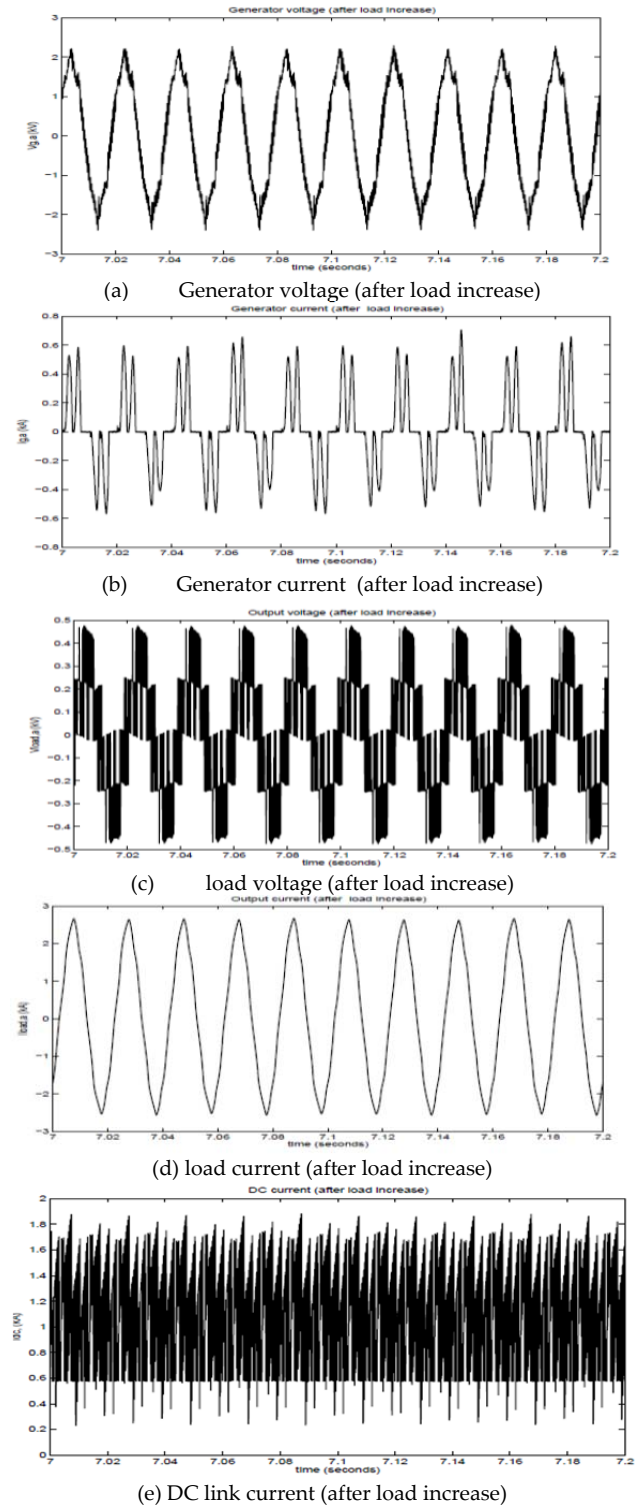 Generator voltage (after load increase)
3
2
1
0
−1
−2
−3
Vg,a (kV)
7 7.02 7.04 7.06 7.08 7.1 7.12 7.14 7.16 7.18 7.2
time (seconds)
(a) Generator voltage (after load increase)
Generator current (after load increase)
0.8
0.6
0.4
0.2
0
−0.2
−0.4
−0.6
−0.8
Ig,a (kA)
7 7.02 7.04 7.06 7.08 7.1 7.12 7.14 7.16 7.18 7.2
time (seconds)
(b) Generator current (after load increase)
Output voltage (after load increase)
0.5
0.4
0.3
0.2
0.1
0
−0.1
−0.2
−0.3
−0.4
0.5
Vload,a (kV)
7 7.02 7.04 7.06 7.08 7.1 7.12 7.14 7.16 7.18 7.2
time (seconds)
(c) load voltage (after load increase)
Output current (after load increase)
3
2
1
0
−1
−2
−3
Iload,a (kA)
7 7.02 7.04 7.06 7.08 7.1 7.12 7.14 7.16 7.18 7.2
time (seconds)
(d) load current (after load increase)
DC current (after load increase)
2
1.8
1.6
1.4
1.2
1
0.8
0.6
0.4
0.2
0
(KA)
7 7.02 7.04 7.06 7.08 7.1 7.12 7.14 7.16 7.18 7.2
time (seconds)
(e) DC link current (after load increase)